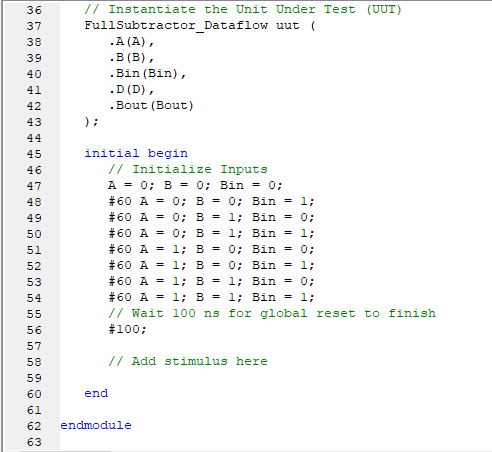 36 // Instantiate the Unit Under Test (UUT)
37 FullSubtractor_Dataflow uut (
38 .A(A),
39 .B(B),
40 .Bin(Bin),
41 .D(D),
42 .Bout(Bout)
43 );
44
45 initial begin
46 // Initialize Inputs
47 A = 0; B = 0; Bin = 0;
48 #60 A = 0; B = 0; Bin = 1;
49 #60 A = 0; B = 1; Bin = 0;
50 #60 A = 0; B = 1; Bin = 1;
51 #60 A = 1; B = 0; Bin = 0;
52 #60 A = 1; B = 0; Bin = 1;
53 #60 A = 1; B = 1; Bin = 0;
54 #60 A = 1; B = 1; Bin = 1;
55 // Wait 100 ns for global reset to finish
56 #100;
57
58 // Add stimulus here
59
60 end
61
62 endmodule
63